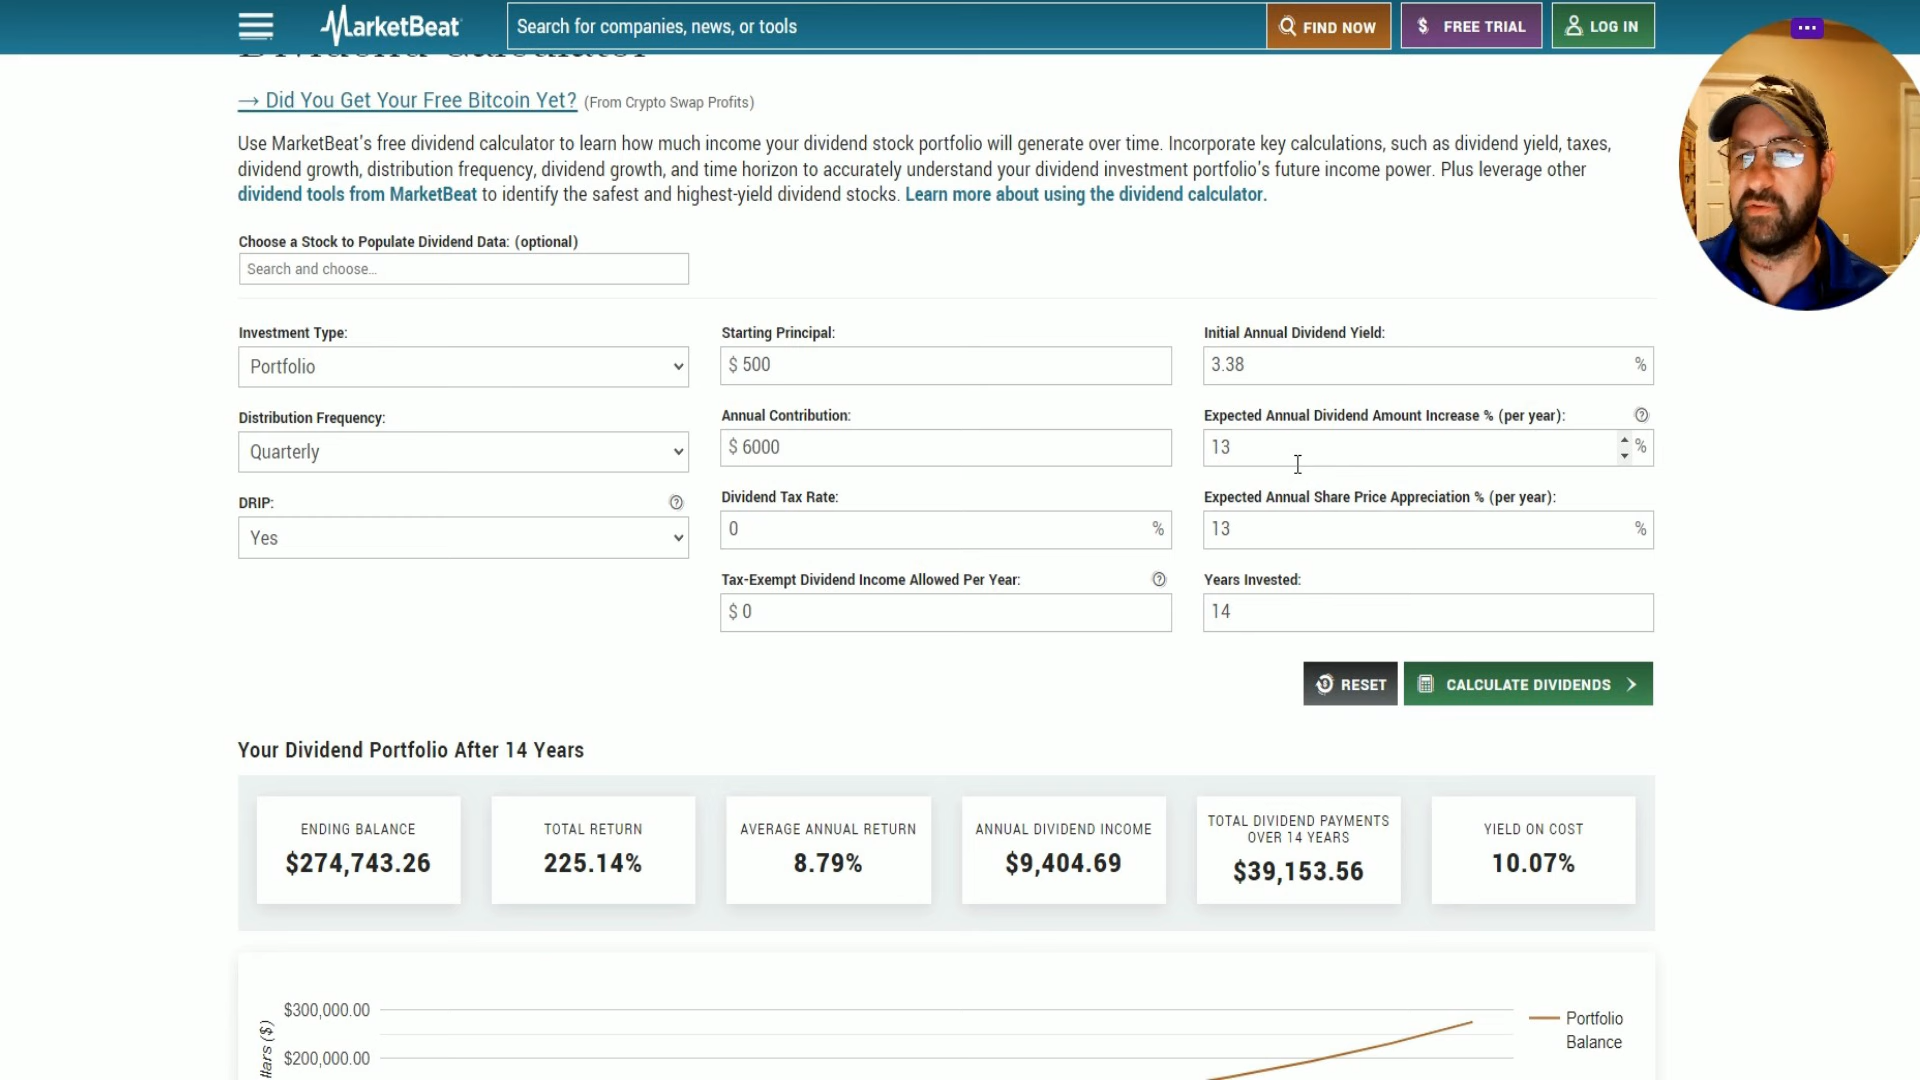 MarketBeat
Search for companies, news, or tools
FIND NOW
$ FREE TRIAL
LOG IN
Dividend Calculator
→ Did You Get Your Free Bitcoin Yet? (From Crypto Swap Profits)
Use MarketBeat's free dividend calculator to learn how much income your dividend stock portfolio will generate over time. Incorporate key calculations, such as dividend yield, taxes,
dividend growth, distribution frequency, dividend growth, and time horizon to accurately understand your dividend investment portfolio's future income power. Plus leverage other
dividend tools from MarketBeat to identify the safest and highest-yield dividend stocks. Learn more about using the dividend calculator.
Choose a Stock to Populate Dividend Data: (optional)
Search and choose...
Investment Type:
Portfolio
Distribution Frequency:
Quarterly
DRIP:
Yes
Starting Principal:
$ 500
Annual Contribution:
$ 6000
Dividend Tax Rate:
0 %
Tax-Exempt Dividend Income Allowed Per Year:
$ 0
Initial Annual Dividend Yield:
3.38 %
Expected Annual Dividend Amount Increase % (per year):
13 %
Expected Annual Share Price Appreciation % (per year):
13 %
Years Invested:
14
RESET
CALCULATE DIVIDENDS
Your Dividend Portfolio After 14 Years
ENDING BALANCE
$274,743.26
TOTAL RETURN
225.14%
AVERAGE ANNUAL RETURN
8.79%
ANNUAL DIVIDEND INCOME
$9,404.69
TOTAL DIVIDEND PAYMENTS
OVER 14 YEARS
$39,153.56
YIELD ON COST
10.07%
$300,000.00
$200,000.00
($)
Portfolio
Balance